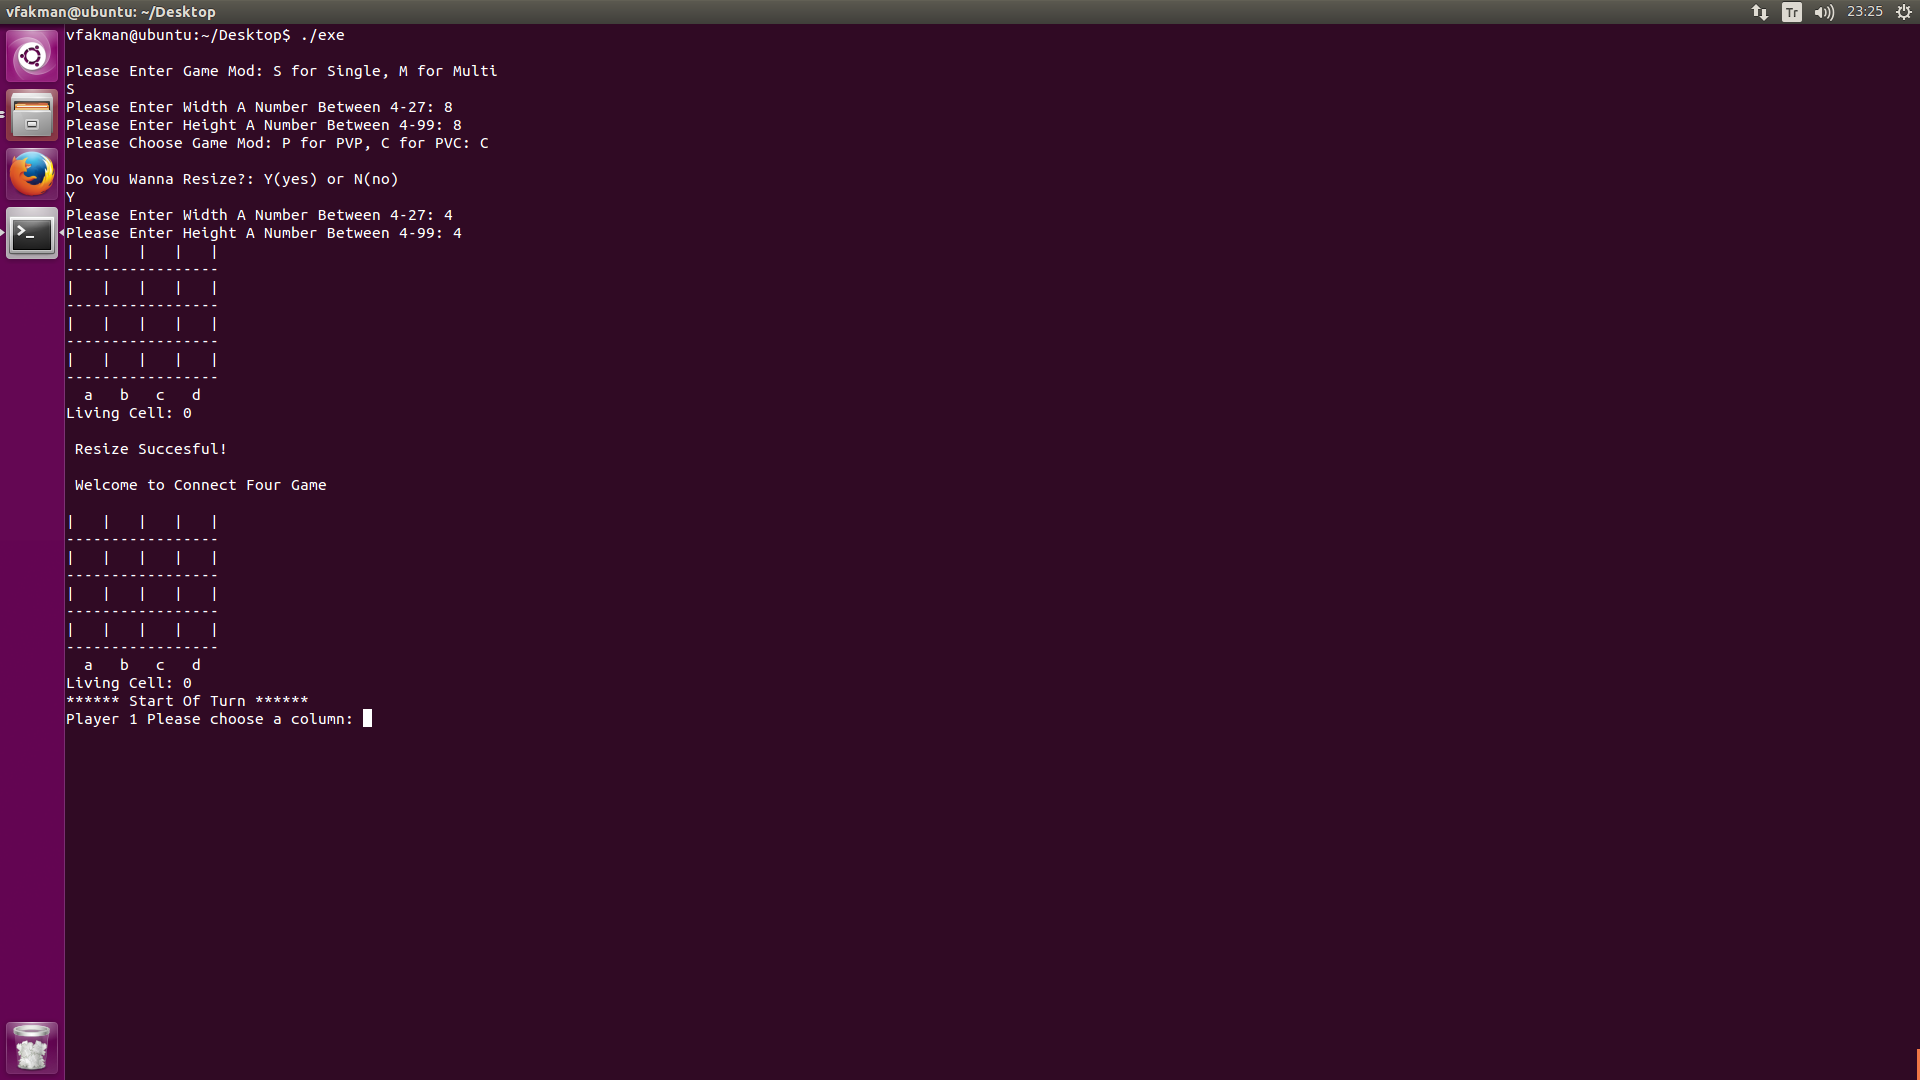 vfakman@ubuntu: ~/Desktop
Tr
23:25
vfakman@ubuntu:~/Desktop$ ./exe
Please Enter Game Mod: S for Single, M for Multi
S
Please Enter Width A Number Between 4-27: 8
Please Enter Height A Number Between 4-99: 8
Please Choose Game Mod: P for PVP, C for PVC: C
Do You Wanna Resize?: Y(yes) or N(no)
Y
Please Enter Width A Number Between 4-27: 4
Please Enter Height A Number Between 4-99: 4
|   |   |   |   |
-----------------
|   |   |   |   |
-----------------
|   |   |   |   |
-----------------
|   |   |   |   |
-----------------
  a   b   c   d
Living Cell: 0
 Resize Succesful!
 Welcome to Connect Four Game
|   |   |   |   |
-----------------
|   |   |   |   |
-----------------
|   |   |   |   |
-----------------
|   |   |   |   |
-----------------
  a   b   c   d
Living Cell: 0
****** Start Of Turn ******
Player 1 Please choose a column: